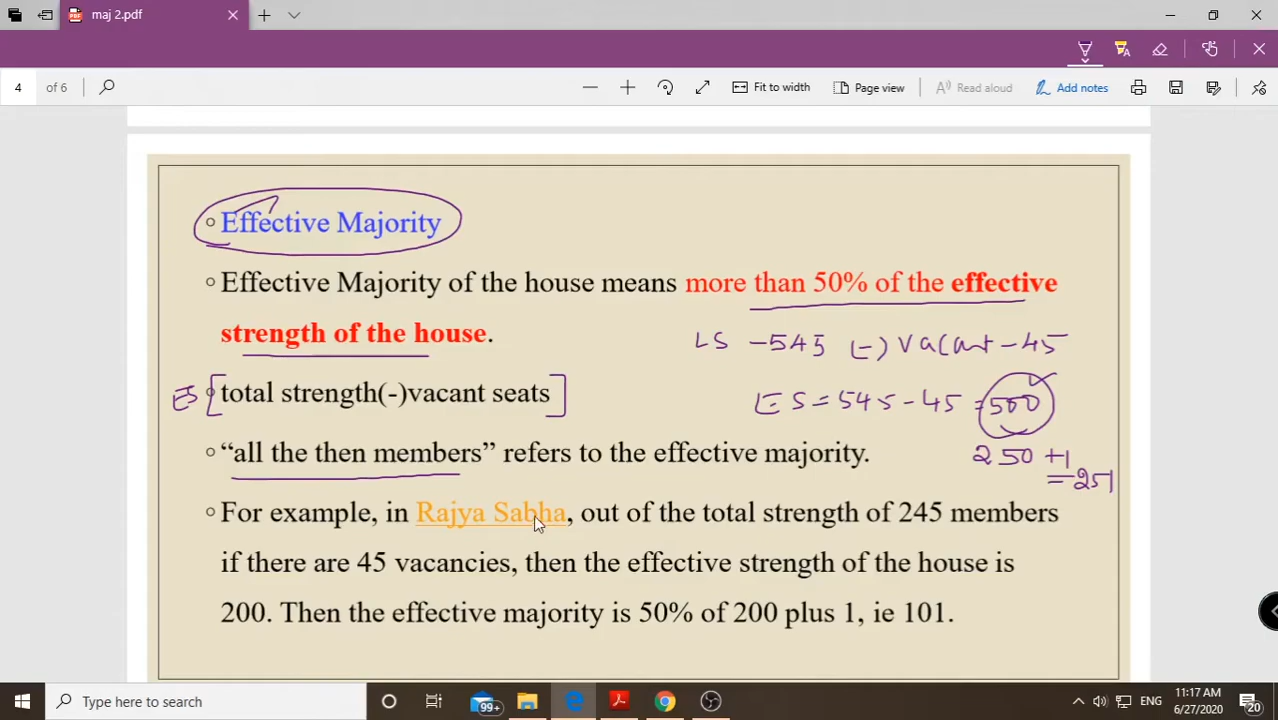 maj 2.pdf
4 of 6
Fit to width
Page view
Read aloud
Add notes
Effective Majority
Effective Majority of the house means more than 50% of the effective
strength of the house.
LS - 545 (-) Vacant - 45
ES total strength(-)vacant seats
ES = 545 - 45 = 500
“all the then members” refers to the effective majority.
250 +1
= 251
For example, in Rajya Sabha, out of the total strength of 245 members
if there are 45 vacancies, then the effective strength of the house is
200. Then the effective majority is 50% of 200 plus 1, ie 101.
Type here to search
99+
ENG
11:17 AM
6/27/2020
20